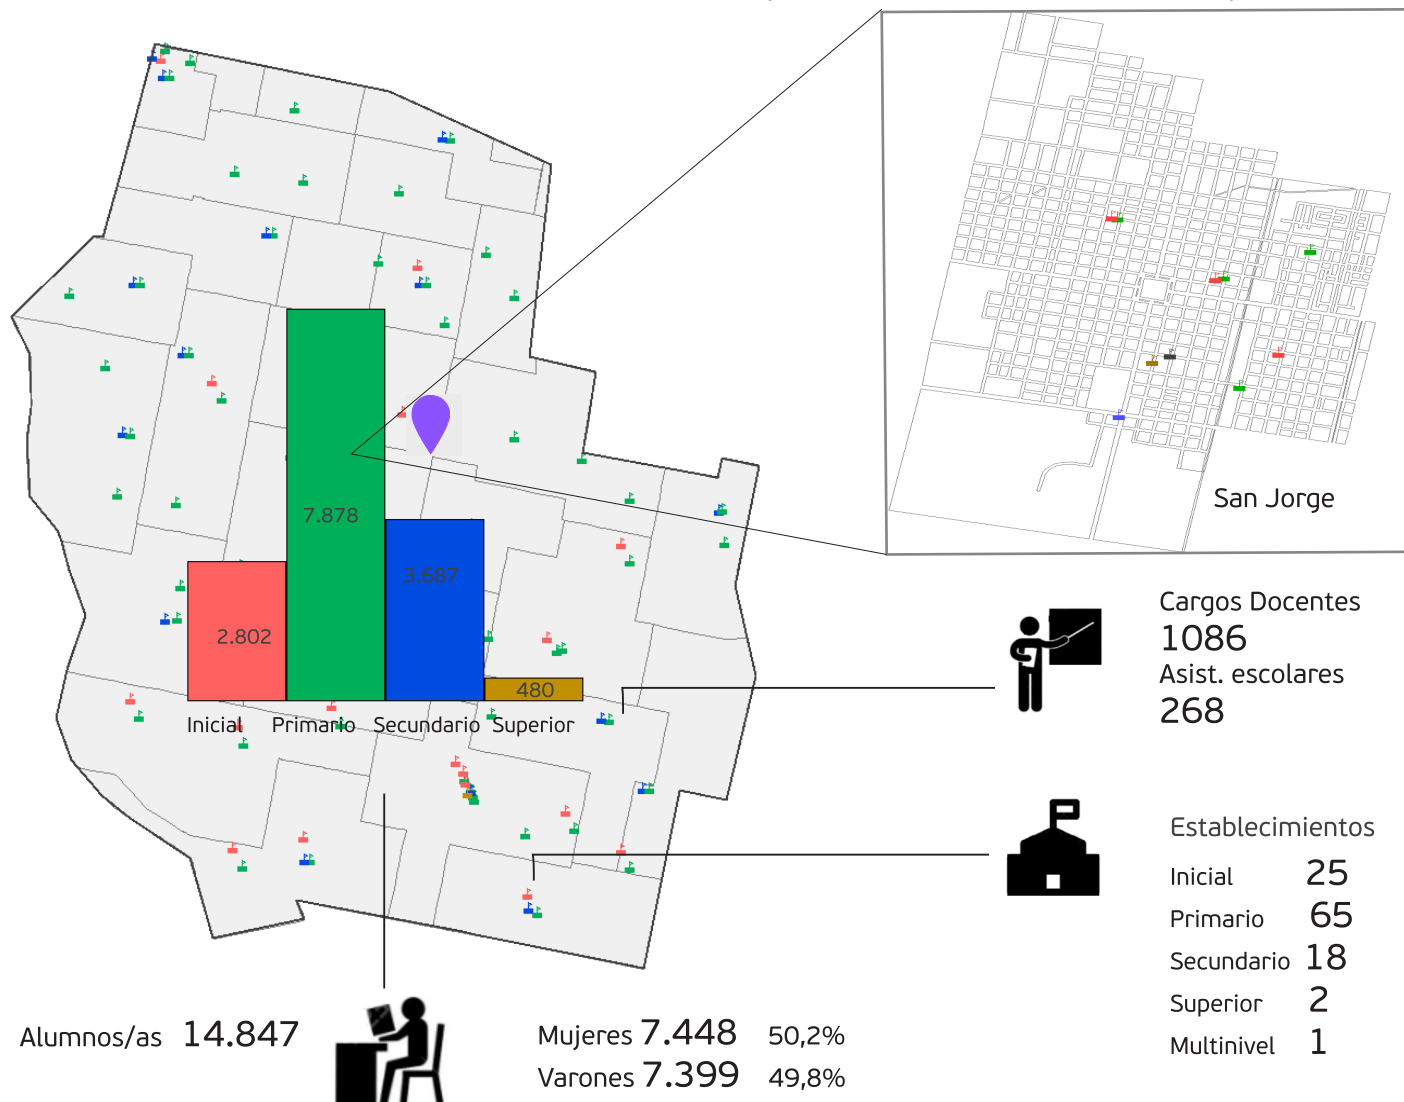 San Jorge
7.878
3.687
2.802
480
Inicial Primario Secundario Superior
Cargos Docentes
1086
Asist. escolares
268
Establecimientos
Inicial 25
Primario 65
Secundario 18
Superior 2
Multinivel 1
Alumnos/as 14.847
Mujeres 7.448 50,2%
Varones 7.399 49,8%